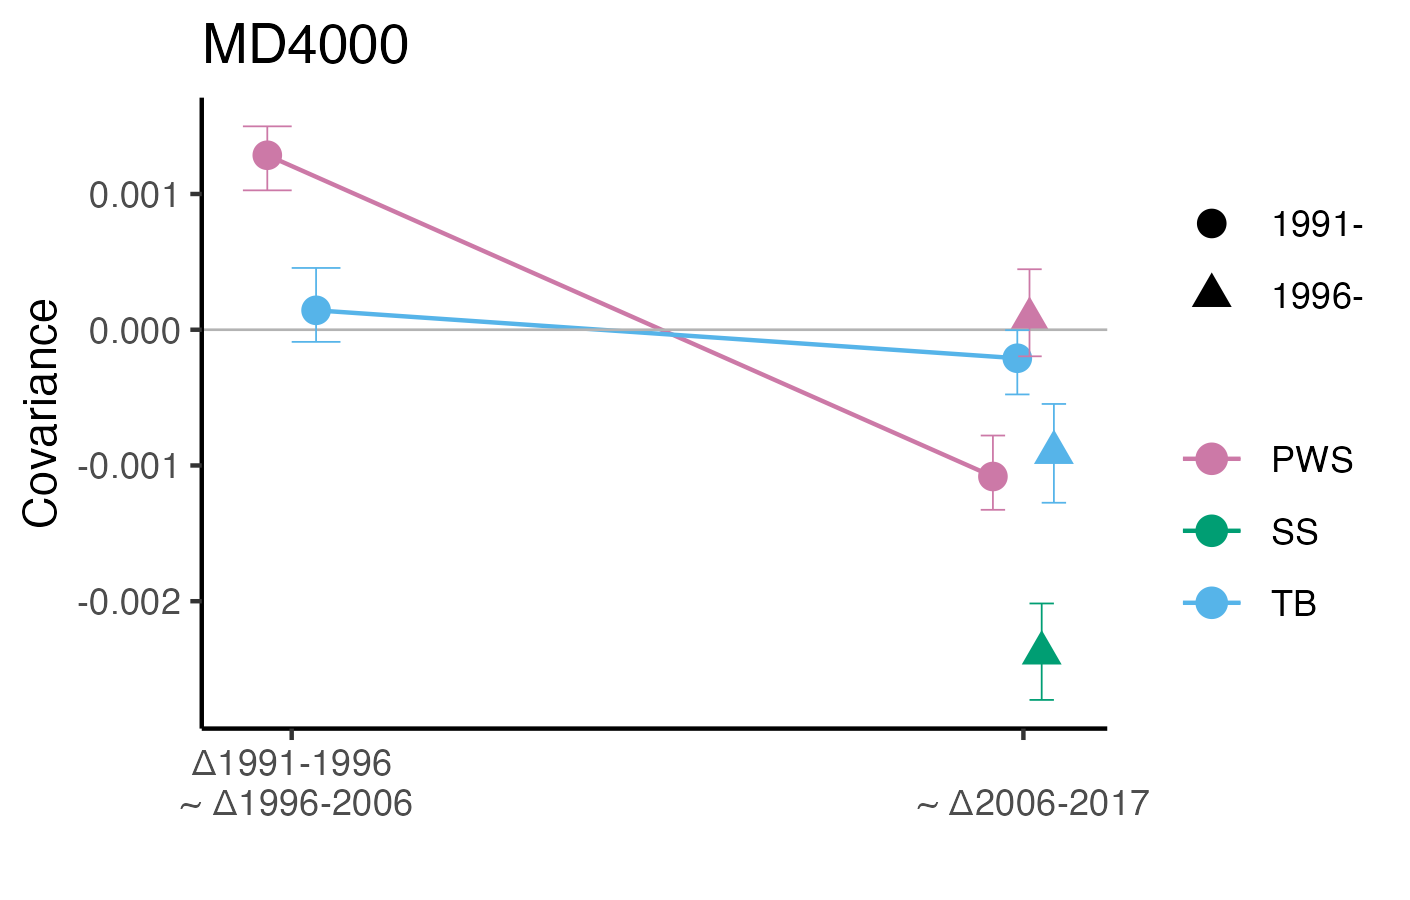 MD4000
Covariance
0.001
0.000
-0.001
-0.002
Δ1991-1996
~ Δ1996-2006
~ Δ2006-2017
1991-
1996-
PWS
SS
TB